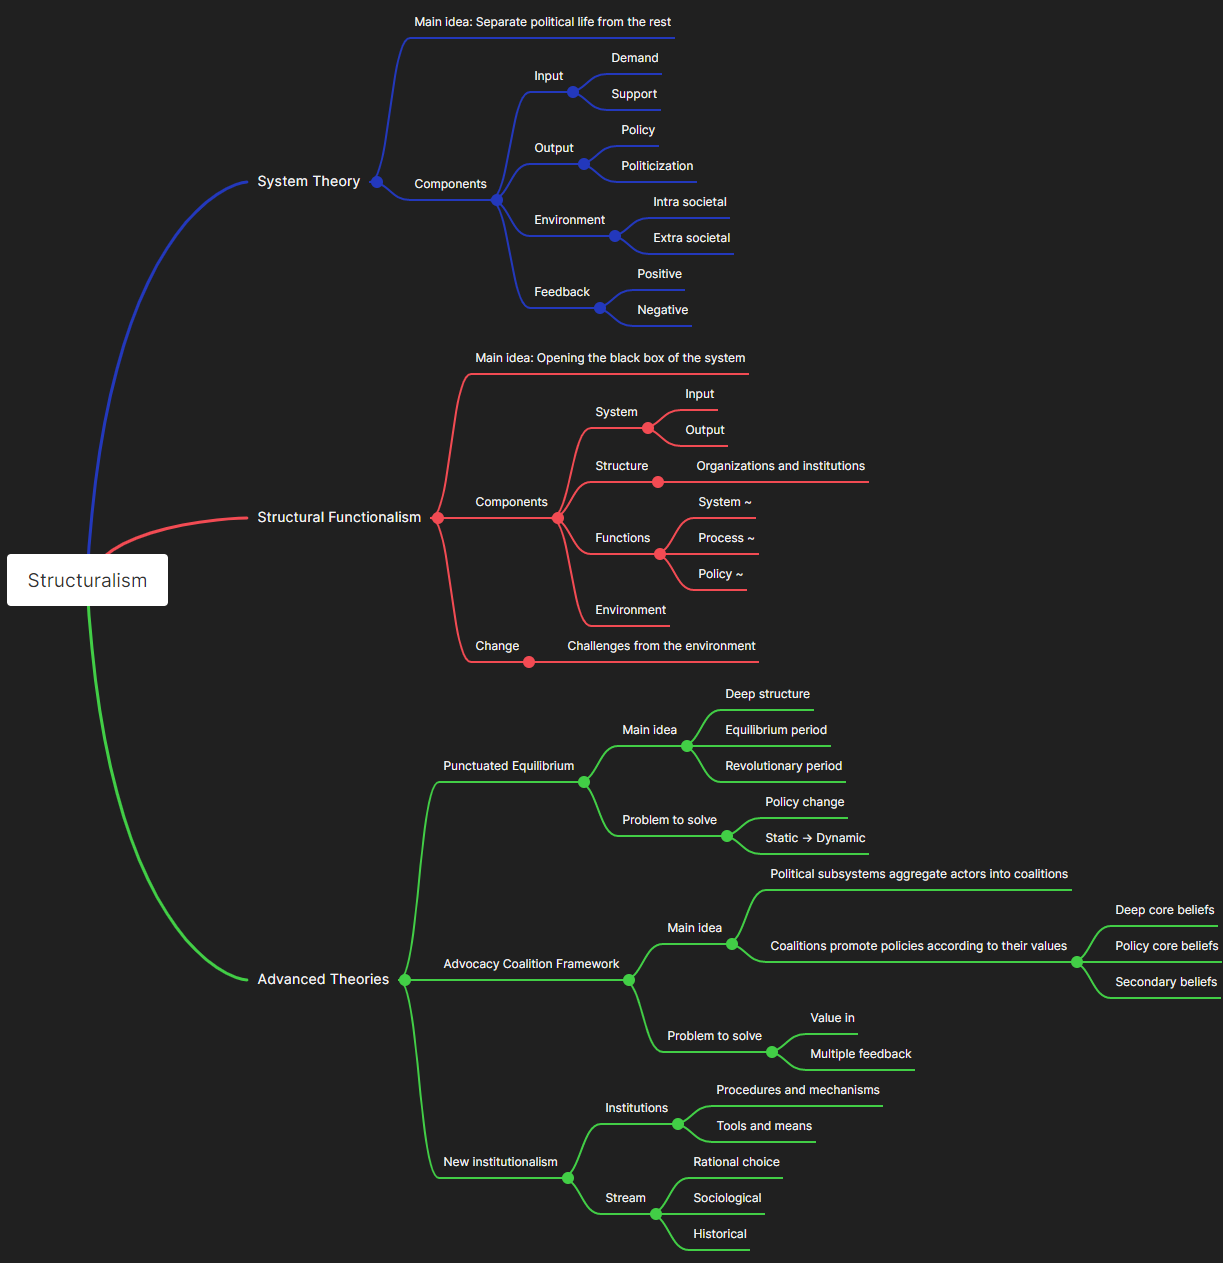 Structuralism
System Theory
Main idea: Separate political life from the rest
Components
Input
Demand
Support
Output
Policy
Politicization
Environment
Intra societal
Extra societal
Feedback
Positive
Negative
Structural Functionalism
Main idea: Opening the black box of the system
Components
System
Input
Output
Structure
Organizations and institutions
Functions
System ~
Process ~
Policy ~
Environment
Change
Challenges from the environment
Advanced Theories
Punctuated Equilibrium
Main idea
Deep structure
Equilibrium period
Revolutionary period
Problem to solve
Policy change
Static → Dynamic
Advocacy Coalition Framework
Main idea
Political subsystems aggregate actors into coalitions
Coalitions promote policies according to their values
Deep core beliefs
Policy core beliefs
Secondary beliefs
Problem to solve
Value in
Multiple feedback
New institutionalism
Institutions
Procedures and mechanisms
Tools and means
Stream
Rational choice
Sociological
Historical